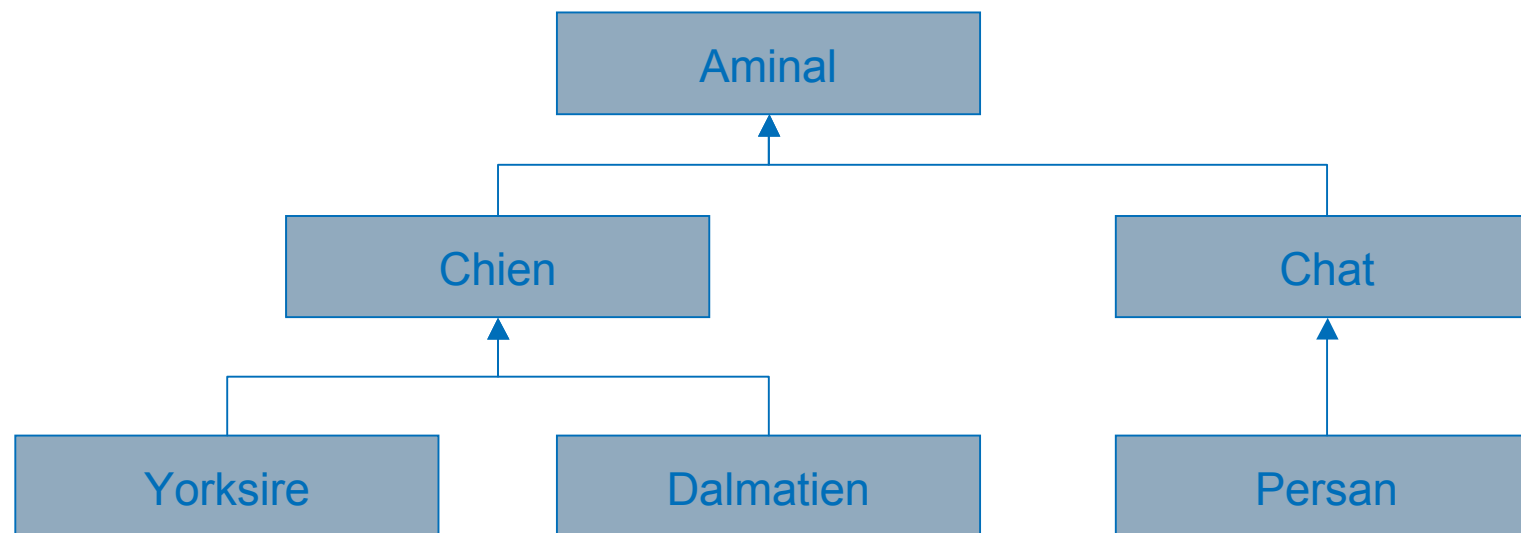 Aminal
Chien
Chat
Yorksire
Dalmatien
Persan